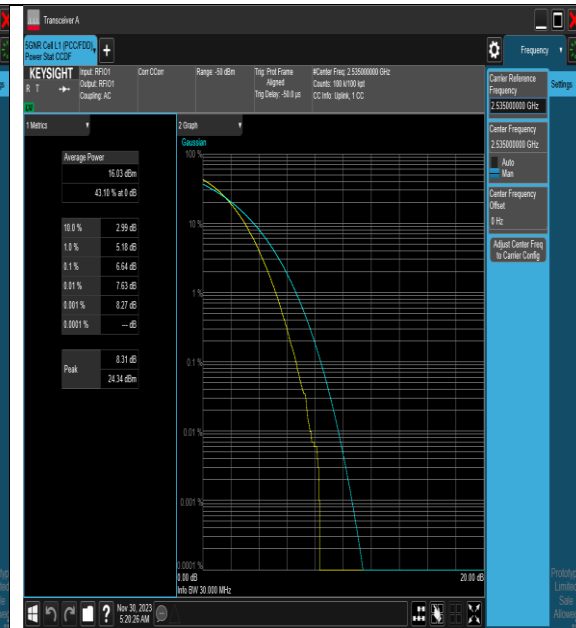 Transceiver A
5GNR Cell L1 (PCC/FDD),
Power Stat CCDF
Frequency
KEYSIGHT
R T
LW
Input: RFIO1
Output: RFIO1
Coupling: AC
Corr CCorr
Range: -50 dBm
Trig: Prot Frame
Aligned
Trig Delay: -50.0 µs
#Center Freq: 2.535000000 GHz
Counts: 100 k/100 kpt
CC Info: Uplink, 1 CC
Carrier Reference
Frequency
2.535000000 GHz
Center Frequency
2.535000000 GHz
Auto
Man
Center Frequency
Offset
0 Hz
Adjust Center Freq
to Carrier Config
Settings
1 Metrics
Average Power
16.03 dBm
43.10 % at 0 dB
10.0 % 2.99 dB
1.0 % 5.18 dB
0.1 % 6.64 dB
0.01 % 7.63 dB
0.001 % 8.27 dB
0.0001 % --- dB
Peak
8.31 dB
24.34 dBm
2 Graph
Gaussian
100 %
10 %
1 %
0.1 %
0.01 %
0.001 %
0.0001 %
0.00 dB
20.00 dB
Info BW 30.000 MHz
Nov 30, 2023
5:20:26 AM